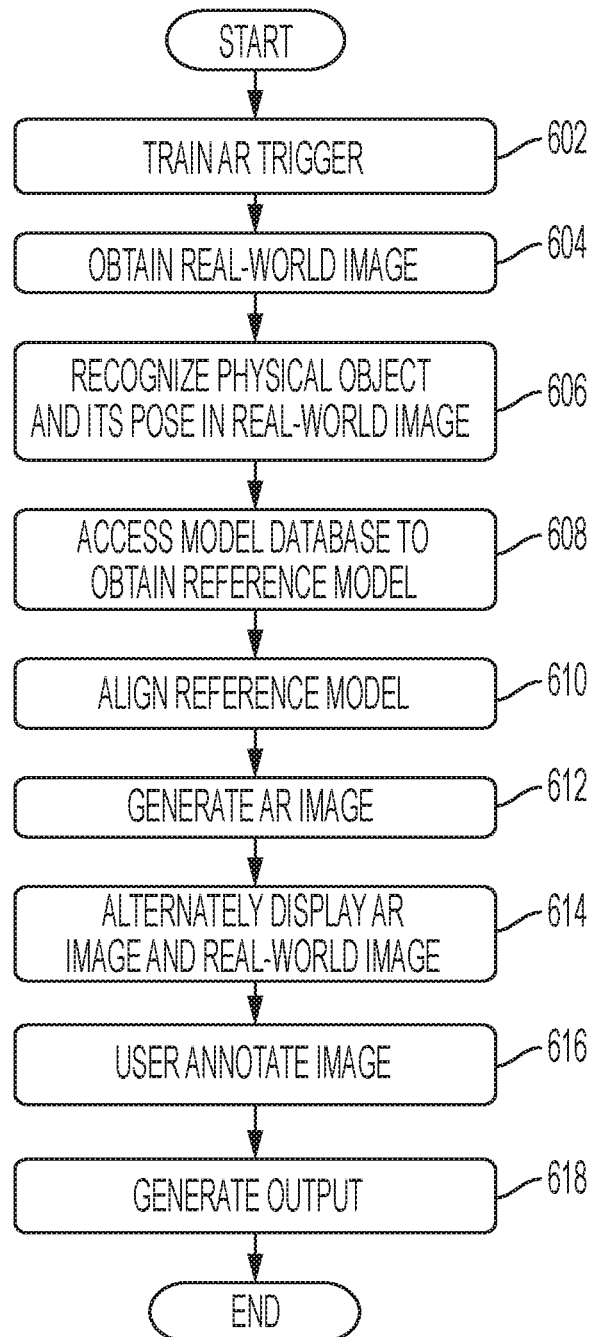 START
TRAIN AR TRIGGER
602
OBTAIN REAL-WORLD IMAGE
604
RECOGNIZE PHYSICAL OBJECT
AND ITS POSE IN REAL-WORLD IMAGE
606
ACCESS MODEL DATABASE TO
OBTAIN REFERENCE MODEL
608
ALIGN REFERENCE MODEL
610
GENERATE AR IMAGE
612
ALTERNATELY DISPLAY AR
IMAGE AND REAL-WORLD IMAGE
614
USER ANNOTATE IMAGE
616
GENERATE OUTPUT
618
END